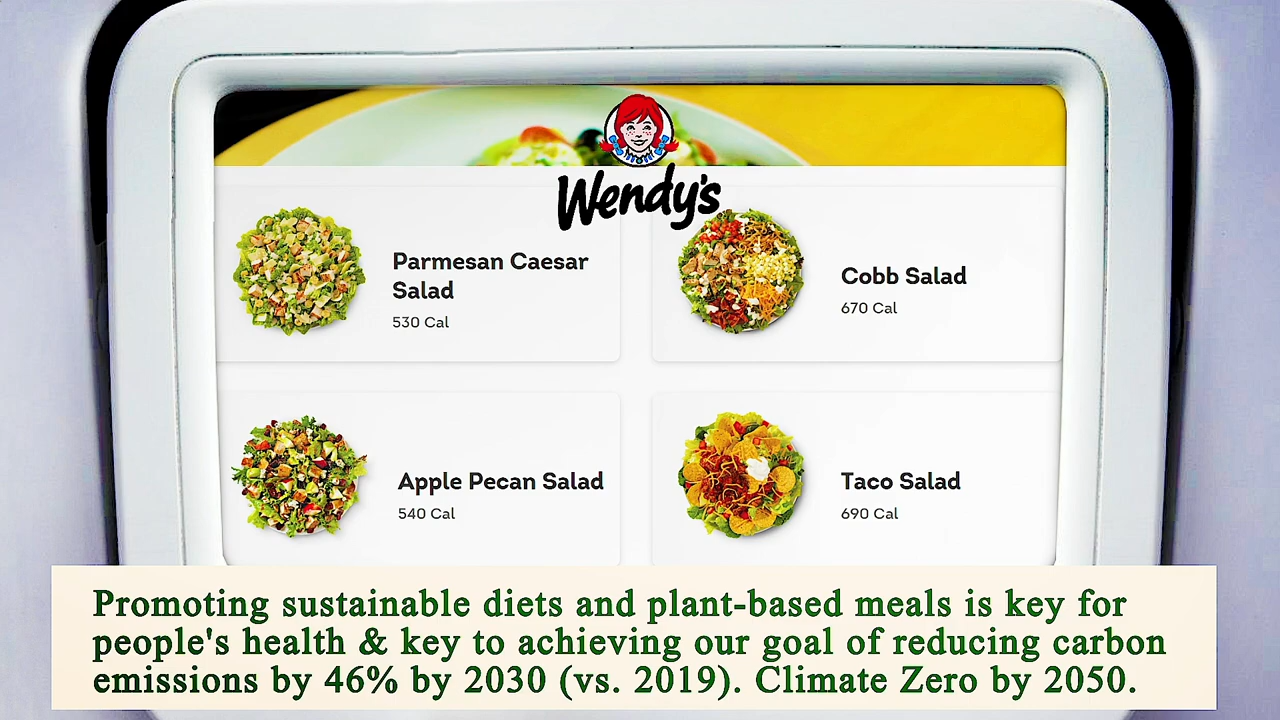 Wendy's
Parmesan Caesar
Salad
530 Cal
Cobb Salad
670 Cal
Apple Pecan Salad
540 Cal
Taco Salad
690 Cal
Promoting sustainable diets and plant-based meals is key for
people's health & key to achieving our goal of reducing carbon
emissions by 46% by 2030 (vs. 2019). Climate Zero by 2050.